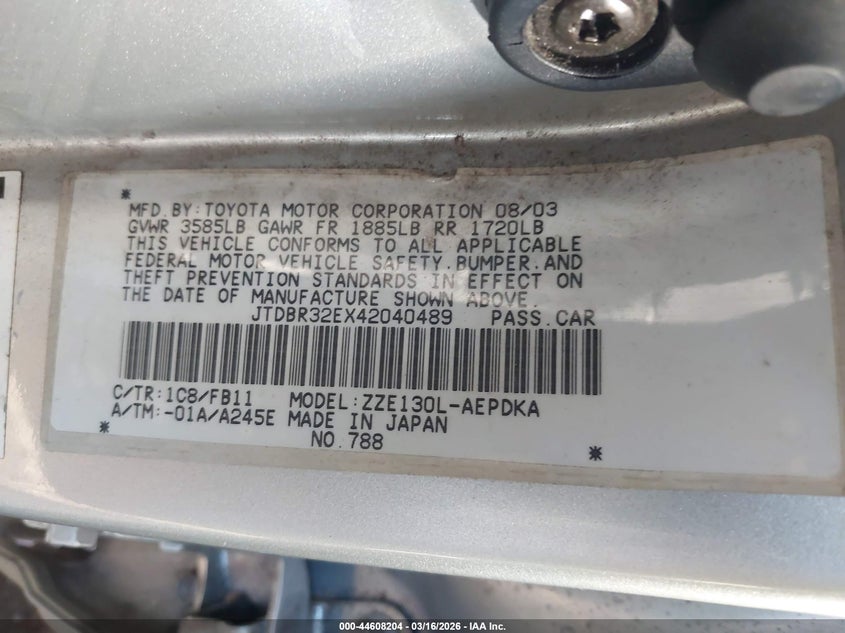 *
MFD.BY:TOYOTA MOTOR CORPORATION 08/03
GVWR 3585LB GAWR FR 1885LB RR 1720LB
THIS VEHICLE CONFORMS TO ALL APPLICABLE
FEDERAL MOTOR VEHICLE SAFETY.BUMPER.AND
THEFT PREVENTION STANDARDS IN EFFECT ON
THE DATE OF MANUFACTURE SHOWN ABOVE.
JTDBR32EX42040489 PASS.CAR
C/TR:1C8/FB11 MODEL:ZZE130L-AEPDKA
A/TM:-01A/A245E MADE IN JAPAN
* NO.788 *
000-44608204 - 03/16/2026 - IAA Inc.